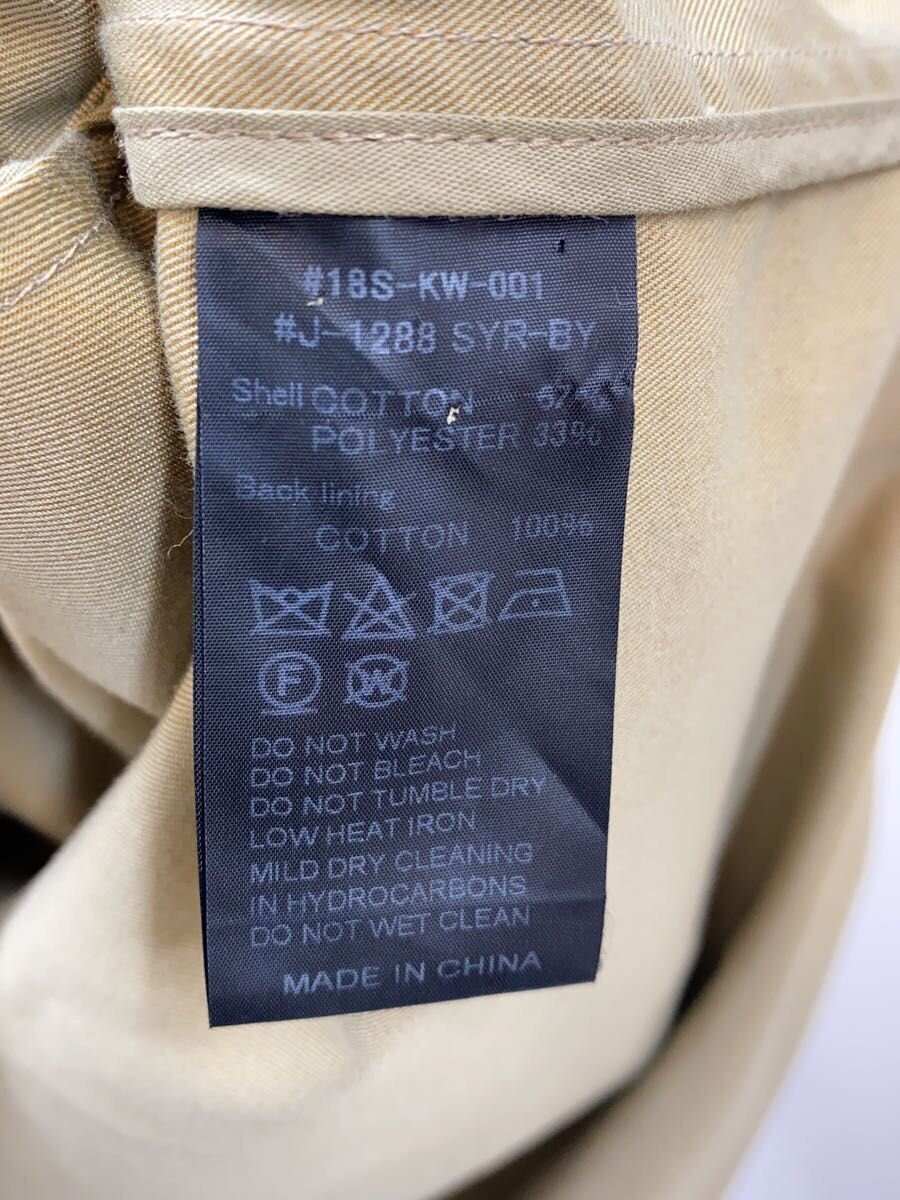 #18S-KW-001
#J-1288 SYR-BY
Shell COTTON
POLYESTER 33%
Back lining
COTTON 100%
F W
DO NOT WASH
DO NOT BLEACH
DO NOT TUMBLE DRY
LOW HEAT IRON
MILD DRY CLEANING
IN HYDROCARBONS
DO NOT WET CLEAN
MADE IN CHINA